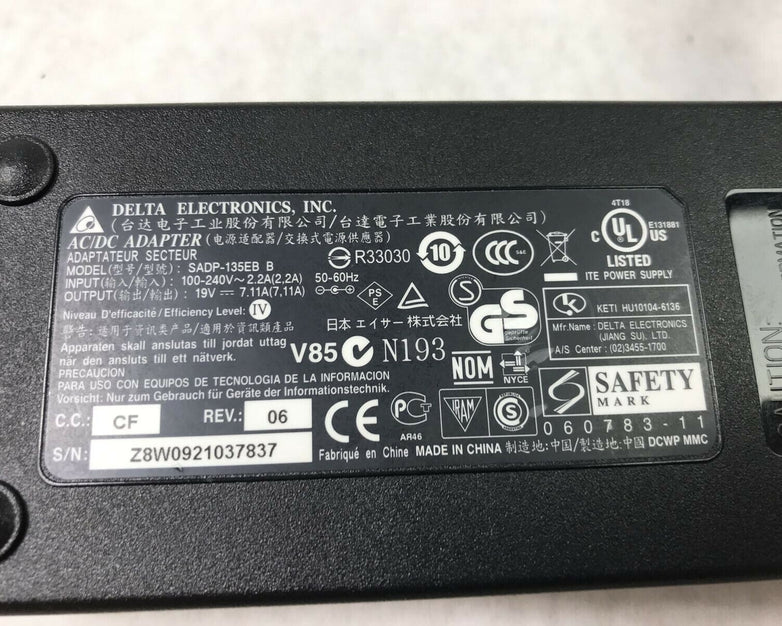 DELTA ELECTRONICS, INC.
(台达电子工业股份有限公司/台達電子工業股份有限公司)
AC/DC ADAPTER (电源适配器/交换式電源供應器)
ADAPTATEUR SECTEUR
MODEL(型号/型號): SADP-135EB B
INPUT(输入/輸入): 100-240V~2.2A(2,2A) 50-60Hz
OUTPUT(输出/輸出): 19V 7.11A(7,11A)
Niveau D'efficacité / Efficiency Level: IV
警告: 适用于资讯类产品/適用於資訊類產品
Apparaten skall anslutas till jordat uttag
när den ansluts till ett nätverk.
PRECAUCION
PARA USO CON EQUIPOS DE TECNOLOGIA DE LA INFORMACION
Vorsicht: Nur zum Gebrauch für Geräte der Informationstechnik.
C.C.: CF REV.: 06
S/N: Z8W0921037837
R33030
10
CCC
S&E
4T18
C UL US
E131881
LISTED
ITE POWER SUPPLY
PS
E
S
日本 エイサー 株式会社
GS
geprüfte
Sicherheit
K
KETI HU10104-6136
Mfr.Name : DELTA ELECTRONICS
(JIANG SU). LTD.
A/S Center : (02)3455-1700
V85 N193
NOM
NYCE
SAFETY
MARK
060783-11
CE
PC
AR46
IRAM
S
Fabriqué en Chine MADE IN CHINA 制造地:中国/製造地:中國 DCWP MMC